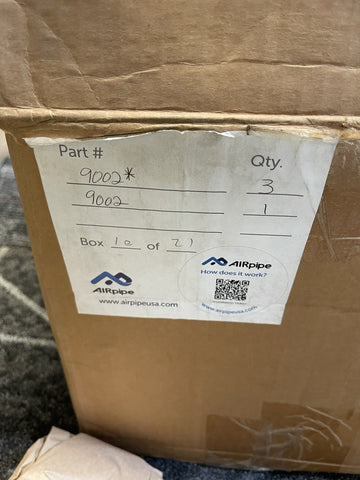 Part # Qty.
9002* 3
9002 1
Box 10 of 21
AIRpipe
How does it work?
AIRpipe
www.airpipeusa.com
www.airpipeusa.com